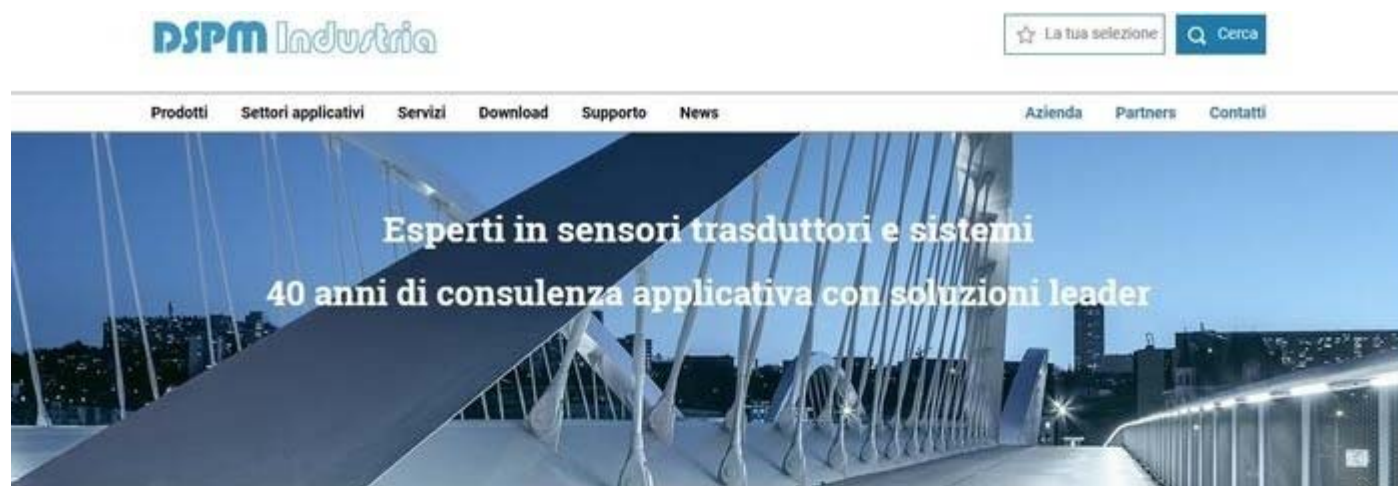 DSPM Industria
La tua selezione
Cerca
Prodotti Settori applicativi Servizi Download Supporto News Azienda Partners Contatti
Esperti in sensori trasduttori e sistemi
40 anni di consulenza applicativa con soluzioni leader